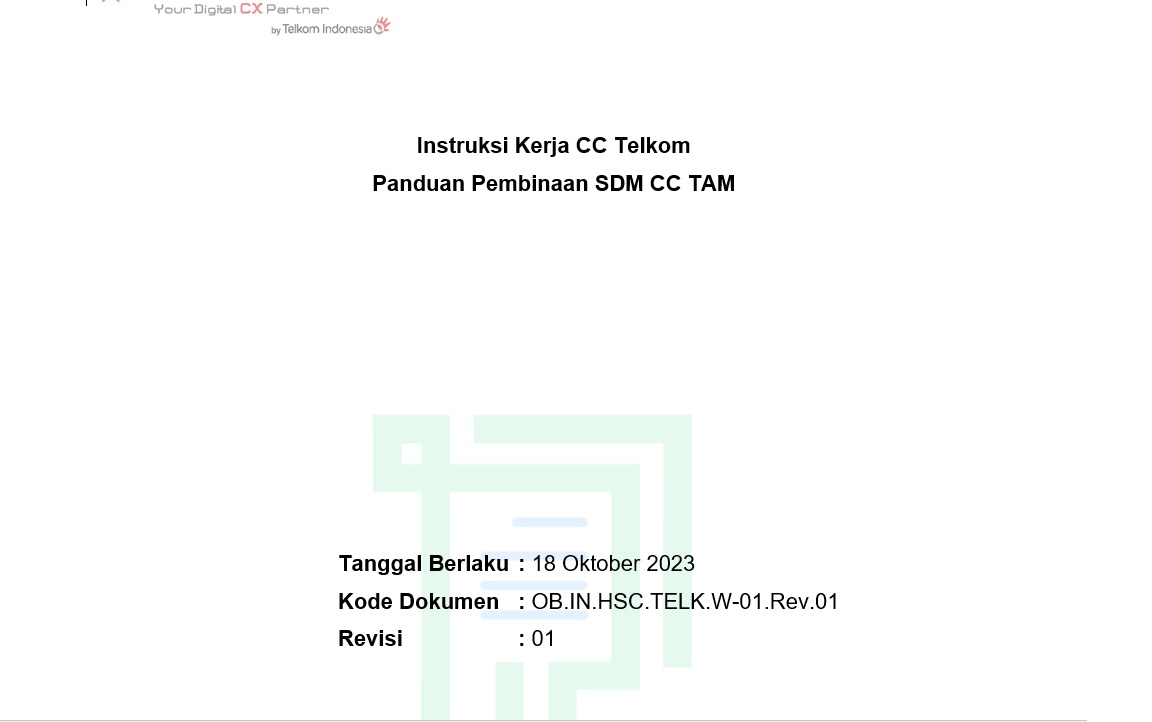 Your Digital CX Partner
by Telkom Indonesia
Instruksi Kerja CC Telkom
Panduan Pembinaan SDM CC TAM
Tanggal Berlaku : 18 Oktober 2023
Kode Dokumen : OB.IN.HSC.TELK.W-01.Rev.01
Revisi : 01